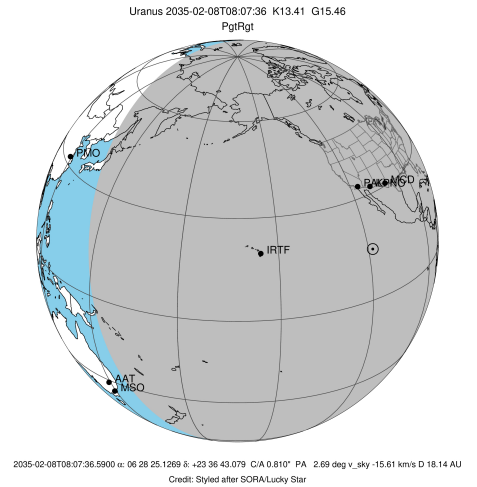 Uranus 2035-02-08T08:07:36 K13.41 G15.46
PgtRgt
PMO
MCD
IRTF
AAT
MSO
2035-02-08T08:07:36.5900 α: 06 28 25.1269 δ: +23 36 43.079 C/A 0.810" PA 2.69 deg v_sky -15.61 km/s D 18.14 AU
Credit: Styled after SORA/Lucky Star